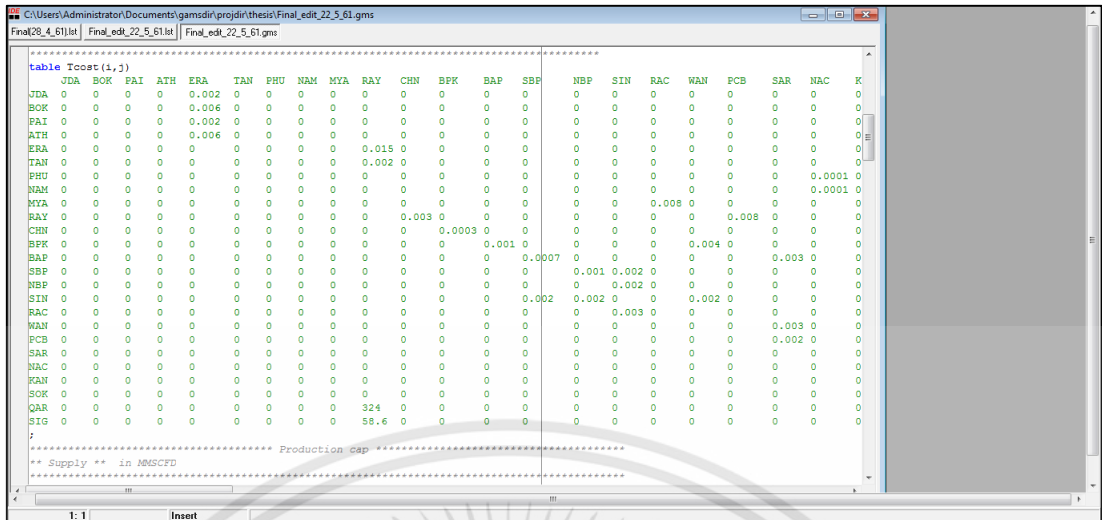 IDE C:\Users\Administrator\Documents\gamsdir\projdir\thesis\Final_edit_22_5_61.gms
Final(28_4_61).lst Final_edit_22_5_61.lst Final_edit_22_5_61.gms
*****************************************************************************************
table Tcost(i,j)
JDA BOK PAI ATH ERA TAN PHU NAM MYA RAY CHN BPK BAP SBP NBP SIN RAC WAN PCB SAR NAC K
JDA 0 0 0 0 0.002 0 0 0 0 0 0 0 0 0 0 0 0 0 0 0 0 0
BOK 0 0 0 0 0.006 0 0 0 0 0 0 0 0 0 0 0 0 0 0 0 0 0
PAI 0 0 0 0 0.002 0 0 0 0 0 0 0 0 0 0 0 0 0 0 0 0 0
ATH 0 0 0 0 0.006 0 0 0 0 0 0 0 0 0 0 0 0 0 0 0 0 0
ERA 0 0 0 0 0 0 0 0 0 0.015 0 0 0 0 0 0 0 0 0 0 0 0
TAN 0 0 0 0 0 0 0 0 0 0.002 0 0 0 0 0 0 0 0 0 0 0 0
PHU 0 0 0 0 0 0 0 0 0 0 0 0 0 0 0 0 0 0 0 0 0.0001 0
NAM 0 0 0 0 0 0 0 0 0 0 0 0 0 0 0 0 0 0 0 0 0.0001 0
MYA 0 0 0 0 0 0 0 0 0 0 0 0 0 0 0 0 0.008 0 0 0 0 0
RAY 0 0 0 0 0 0 0 0 0 0 0.003 0 0 0 0 0 0 0 0.008 0 0 0
CHN 0 0 0 0 0 0 0 0 0 0 0 0.0003 0 0 0 0 0 0 0 0 0 0
BPK 0 0 0 0 0 0 0 0 0 0 0 0 0.001 0 0 0 0 0.004 0 0 0 0
BAP 0 0 0 0 0 0 0 0 0 0 0 0 0 0.0007 0 0 0 0 0 0.003 0 0
SBP 0 0 0 0 0 0 0 0 0 0 0 0 0 0 0.001 0.002 0 0 0 0 0 0
NBP 0 0 0 0 0 0 0 0 0 0 0 0 0 0 0 0.002 0 0 0 0 0 0
SIN 0 0 0 0 0 0 0 0 0 0 0 0 0 0.002 0.002 0 0 0.002 0 0 0 0
RAC 0 0 0 0 0 0 0 0 0 0 0 0 0 0 0 0.003 0 0 0 0 0 0
WAN 0 0 0 0 0 0 0 0 0 0 0 0 0 0 0 0 0 0 0 0.003 0 0
PCB 0 0 0 0 0 0 0 0 0 0 0 0 0 0 0 0 0 0 0 0.002 0 0
SAR 0 0 0 0 0 0 0 0 0 0 0 0 0 0 0 0 0 0 0 0 0 0
NAC 0 0 0 0 0 0 0 0 0 0 0 0 0 0 0 0 0 0 0 0 0 0
KAN 0 0 0 0 0 0 0 0 0 0 0 0 0 0 0 0 0 0 0 0 0 0
SOK 0 0 0 0 0 0 0 0 0 0 0 0 0 0 0 0 0 0 0 0 0 0
QAR 0 0 0 0 0 0 0 0 0 324 0 0 0 0 0 0 0 0 0 0 0 0
SIG 0 0 0 0 0 0 0 0 0 58.6 0 0 0 0 0 0 0 0 0 0 0 0
;
************************************** Production cap ***************************************
** Supply ** in MMSCFD
*********************************************************************************************
1: 1 Insert